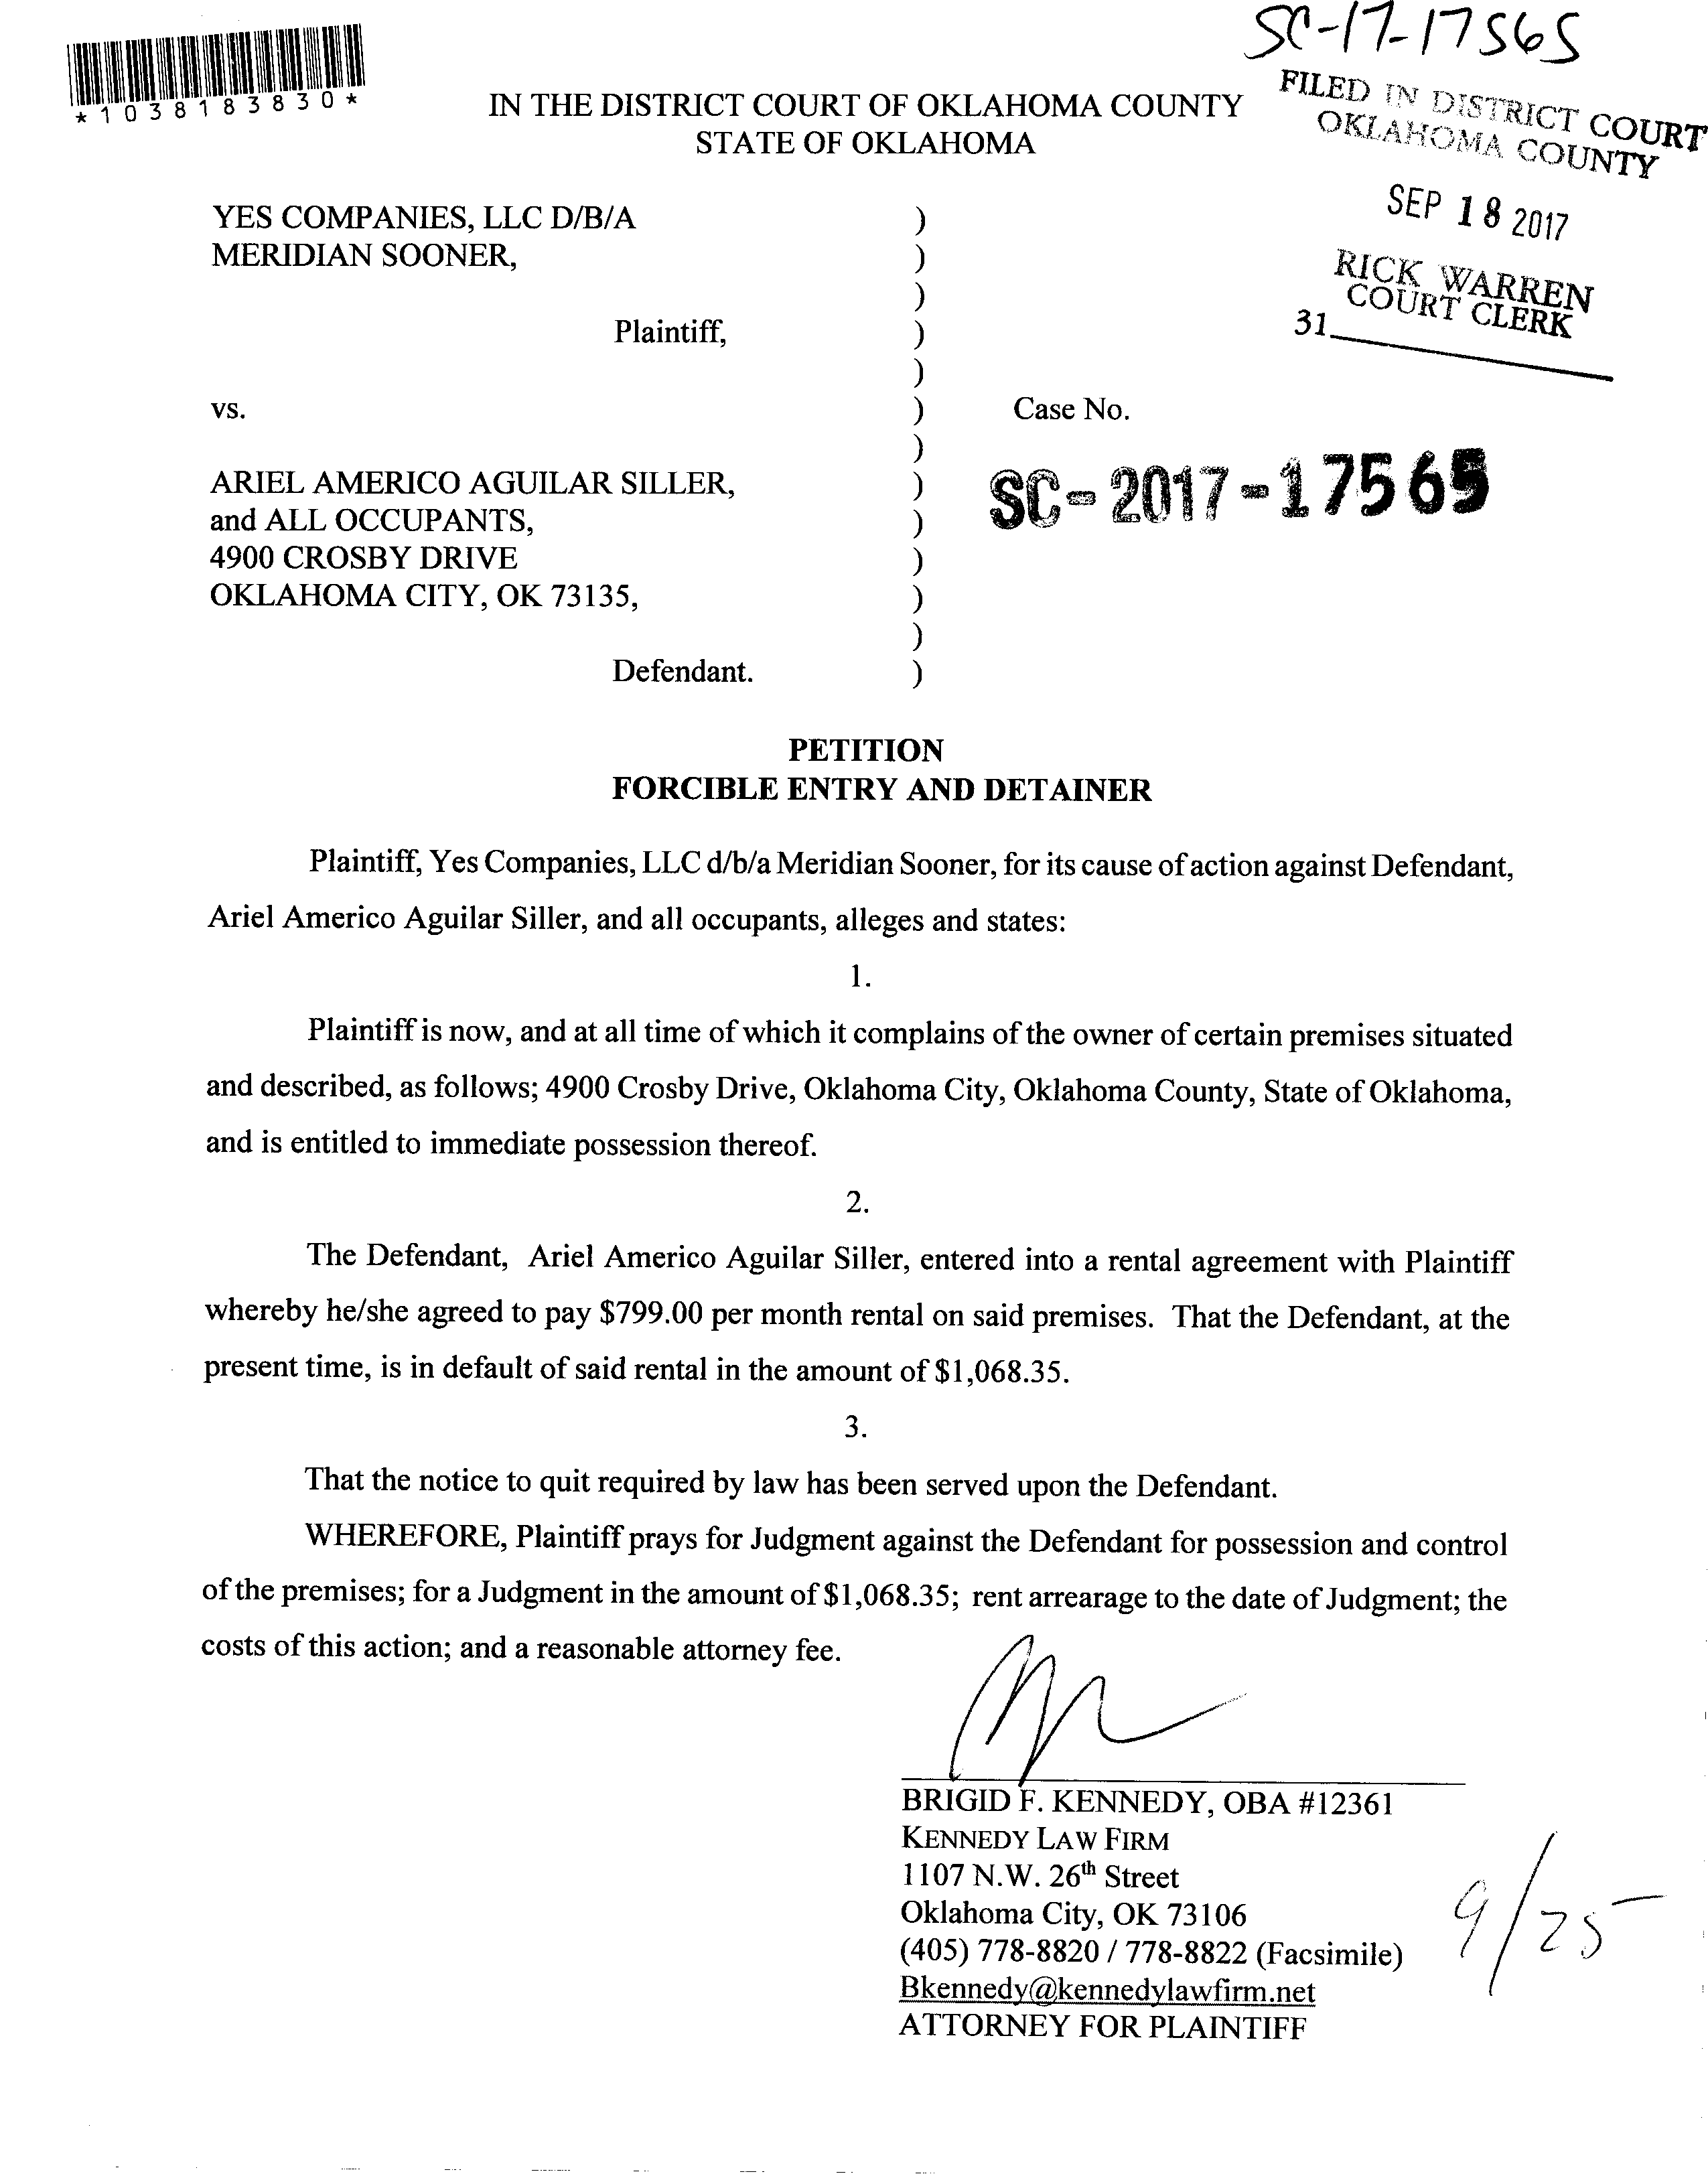 SC-17-17565
*1038183830*
IN THE DISTRICT COURT OF OKLAHOMA COUNTY
STATE OF OKLAHOMA
FILED IN DISTRICT COURT
OKLAHOMA COUNTY
SEP 18 2017
RICK WARREN
COURT CLERK
31
YES COMPANIES, LLC D/B/A )
MERIDIAN SOONER, )
)
Plaintiff, )
)
vs. ) Case No.
)
ARIEL AMERICO AGUILAR SILLER, ) SC-2017-17565
and ALL OCCUPANTS, )
4900 CROSBY DRIVE )
OKLAHOMA CITY, OK 73135, )
)
Defendant. )
PETITION
FORCIBLE ENTRY AND DETAINER
Plaintiff, Yes Companies, LLC d/b/a Meridian Sooner, for its cause of action against Defendant,
Ariel Americo Aguilar Siller, and all occupants, alleges and states:
1.
Plaintiff is now, and at all time of which it complains of the owner of certain premises situated
and described, as follows; 4900 Crosby Drive, Oklahoma City, Oklahoma County, State of Oklahoma,
and is entitled to immediate possession thereof.
2.
The Defendant, Ariel Americo Aguilar Siller, entered into a rental agreement with Plaintiff
whereby he/she agreed to pay $799.00 per month rental on said premises. That the Defendant, at the
present time, is in default of said rental in the amount of $1,068.35.
3.
That the notice to quit required by law has been served upon the Defendant.
WHEREFORE, Plaintiff prays for Judgment against the Defendant for possession and control
of the premises; for a Judgment in the amount of $1,068.35; rent arrearage to the date of Judgment; the
costs of this action; and a reasonable attorney fee.
BRIGID F. KENNEDY, OBA #12361
KENNEDY LAW FIRM
1107 N.W. 26th Street
Oklahoma City, OK 73106
(405) 778-8820 / 778-8822 (Facsimile)
Bkennedy@kennedylawfirm.net
ATTORNEY FOR PLAINTIFF
9/25